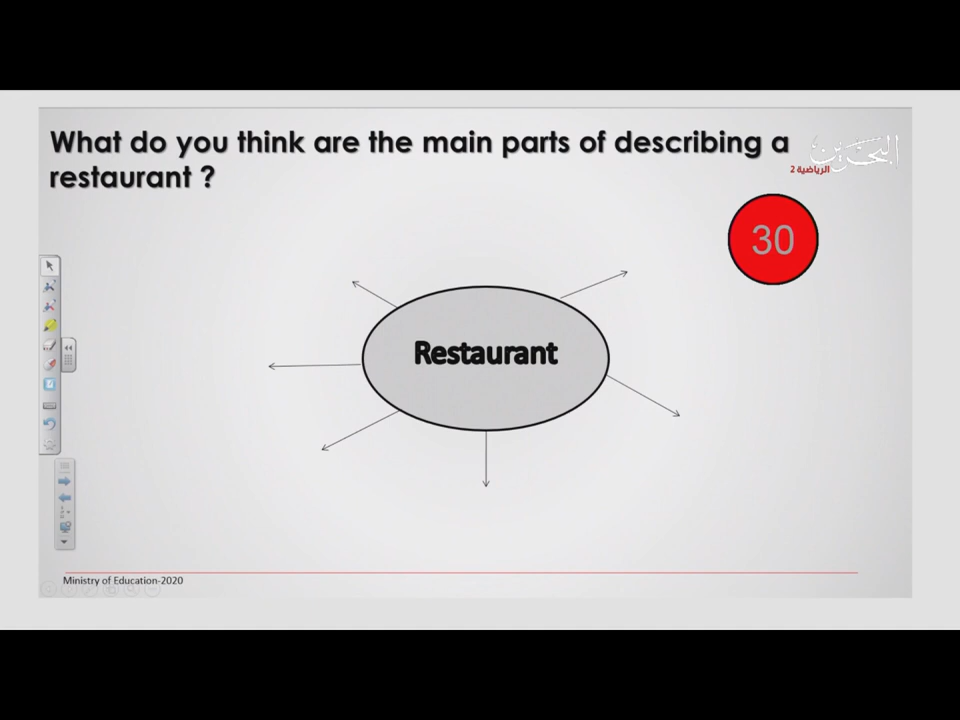 What do you think are the main parts of describing a
restaurant ?
البحرين
الرياضية 2
30
Restaurant
Ministry of Education-2020